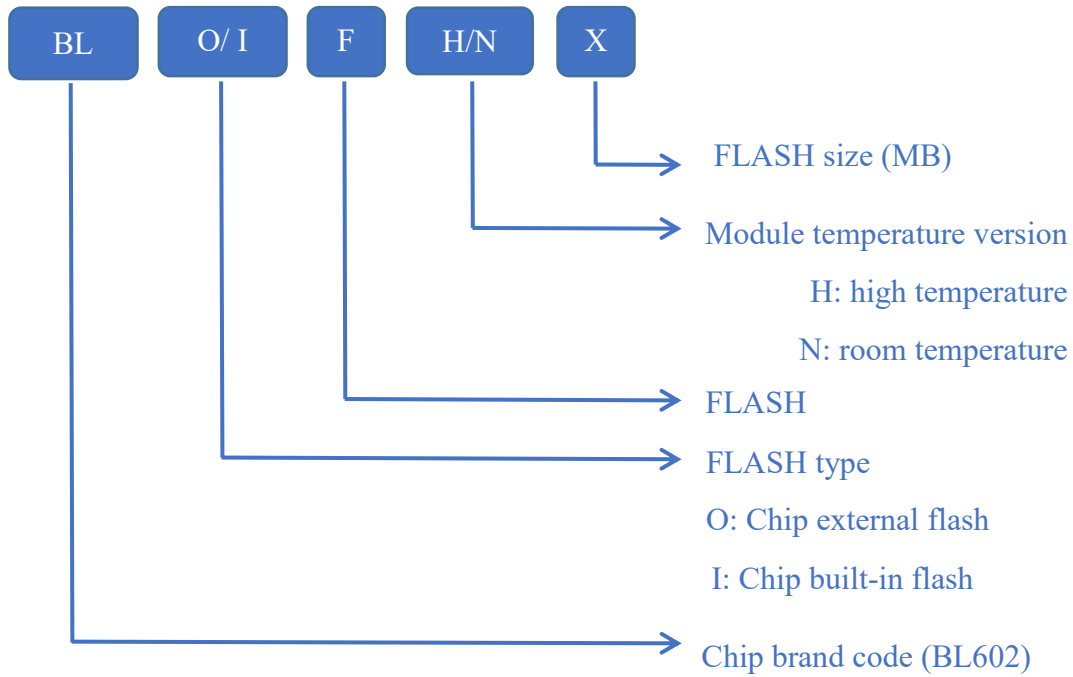 BL O/ I F H/N X
FLASH size (MB)
Module temperature version
H: high temperature
N: room temperature
FLASH
FLASH type
O: Chip external flash
I: Chip built-in flash
Chip brand code (BL602)